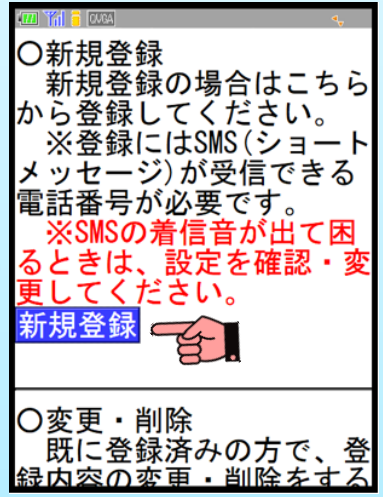 QVGA
○新規登録
　新規登録の場合はこちら
から登録してください。
　※登録にはSMS(ショート
メッセージ)が受信できる
電話番号が必要です。
　※SMSの着信音が出て困
るときは、設定を確認・変
更してください。
新規登録
○変更・削除
　既に登録済みの方で、登
録内容の変更・削除をする